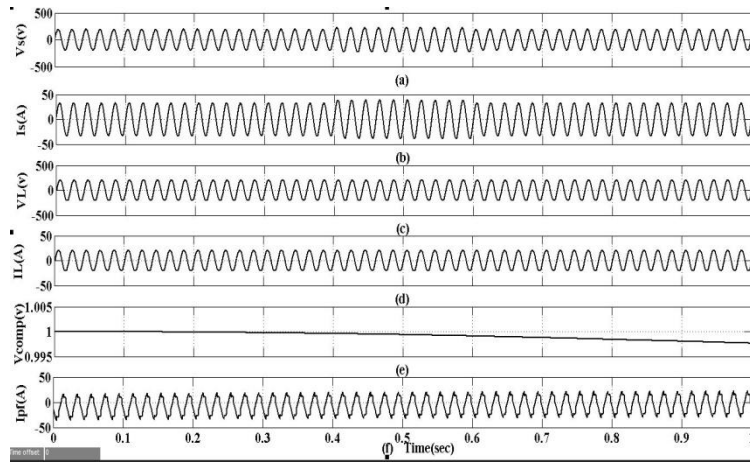 500
0
-500
Vs(v)
(a)
50
0
-50
Is(A)
(b)
500
0
-500
VL(v)
(c)
50
0
-50
IL(A)
(d)
1.005
1
0.995
Vcomp(v)
(e)
50
0
-50
Ipf(A)
0 0.1 0.2 0.3 0.4 0.5 0.6 0.7 0.8 0.9
(f) Time(sec)
Time offset: 0